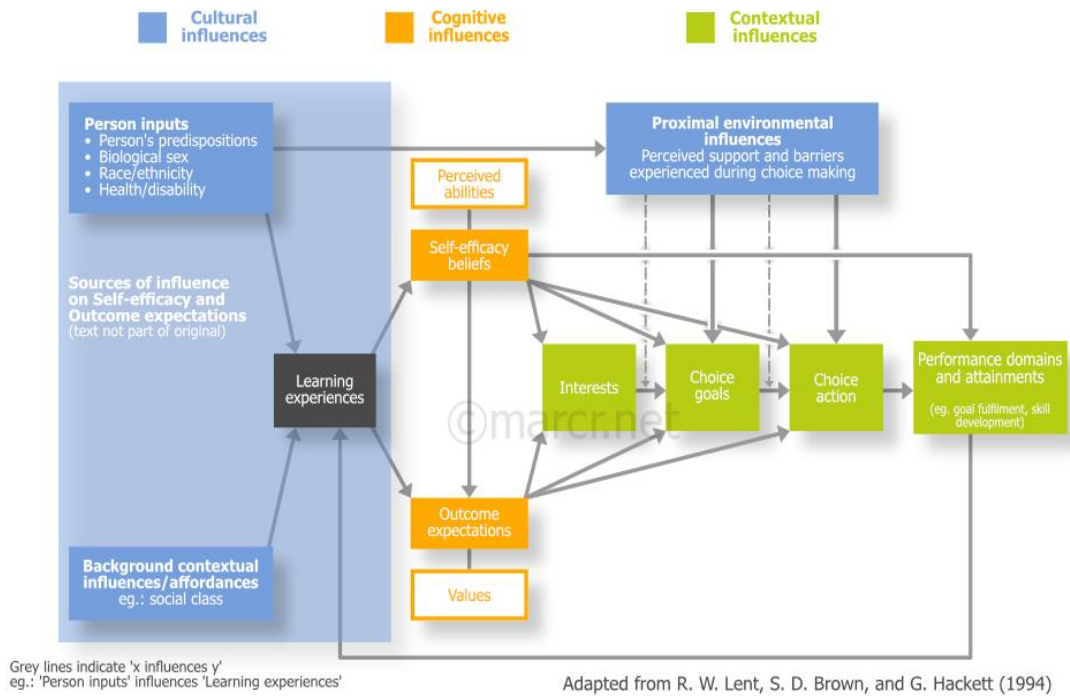 Cultural
influences
Cognitive
influences
Contextual
influences
Person inputs
• Person's predispositions
• Biological sex
• Race/ethnicity
• Health/disability
Proximal environmental
influences
Perceived support and barriers
experienced during choice making
Perceived
abilities
Self-efficacy
beliefs
Sources of influence
on Self-efficacy and
Outcome expectations
(text not part of original)
Learning
experiences
Interests
Choice
goals
Choice
action
Performance domains
and attainments
(eg. goal fulfilment, skill
development)
©marcr.net
Outcome
expectations
Values
Background contextual
influences/affordances
eg.: social class
Grey lines indicate 'x influences y'
eg.: 'Person inputs' influences 'Learning experiences'
Adapted from R. W. Lent, S. D. Brown, and G. Hackett (1994)